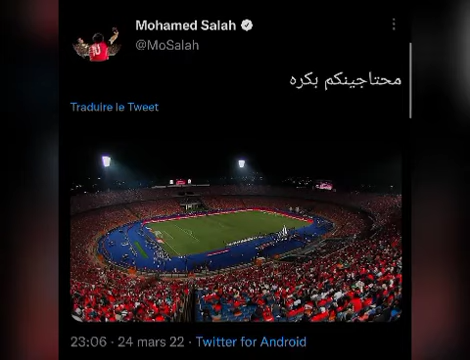 Mohamed Salah
@MoSalah
محتاجينكم بكره
Traduire le Tweet
23:06 · 24 mars 22 · Twitter for Android